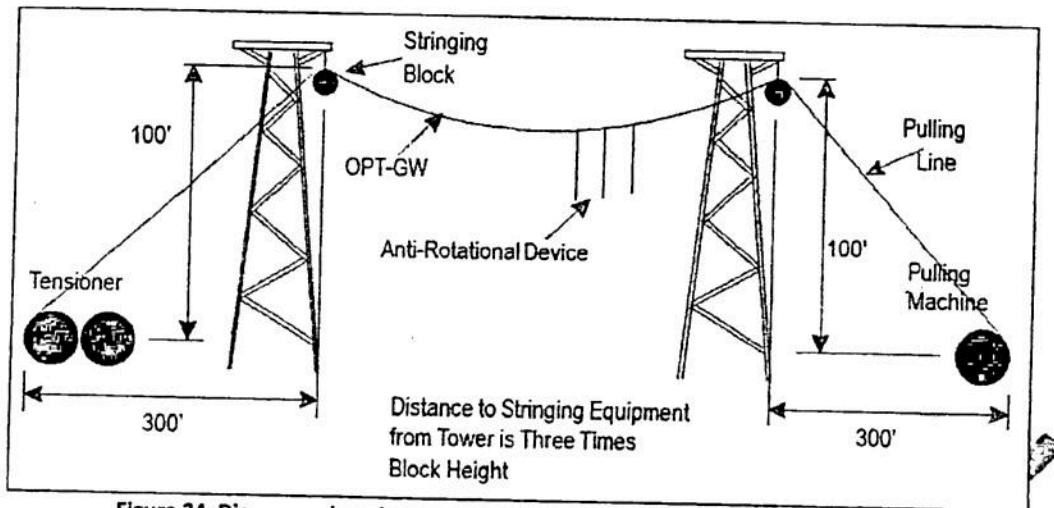 Stringing
Block
100'
OPT-GW
Pulling
Line
Anti-Rotational Device
100'
Tensioner
Pulling
Machine
300'
Distance to Stringing Equipment
from Tower is Three Times
Block Height
300'